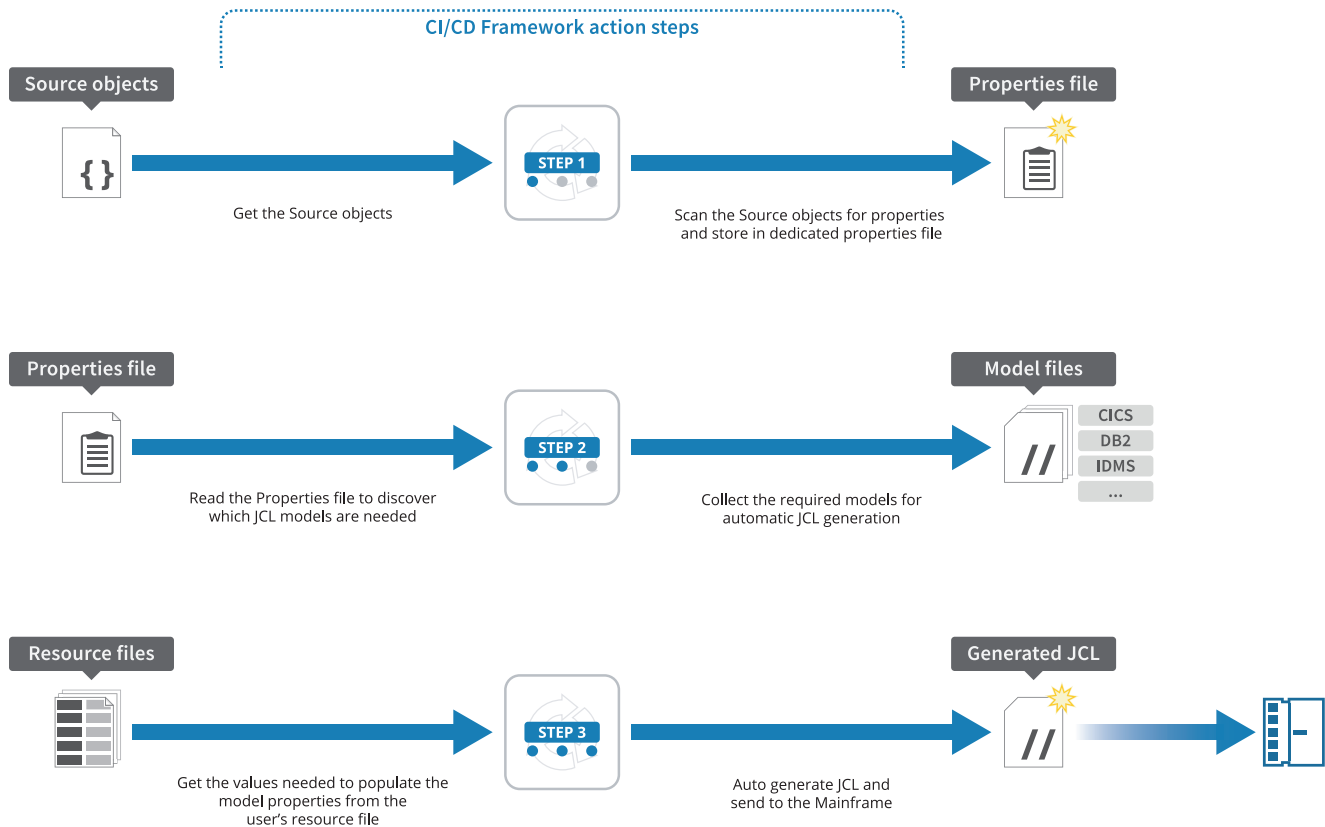 CI/CD Framework action steps
Source objects
Properties file
{}
STEP 1
Get the Source objects
Scan the Source objects for properties
and store in dedicated properties file
Properties file
Model files
STEP 2
//
CICS
DB2
IDMS
...
Read the Properties file to discover
which JCL models are needed
Collect the required models for
automatic JCL generation
Resource files
Generated JCL
STEP 3
//
Get the values needed to populate the
model properties from the
user’s resource file
Auto generate JCL and
send to the Mainframe